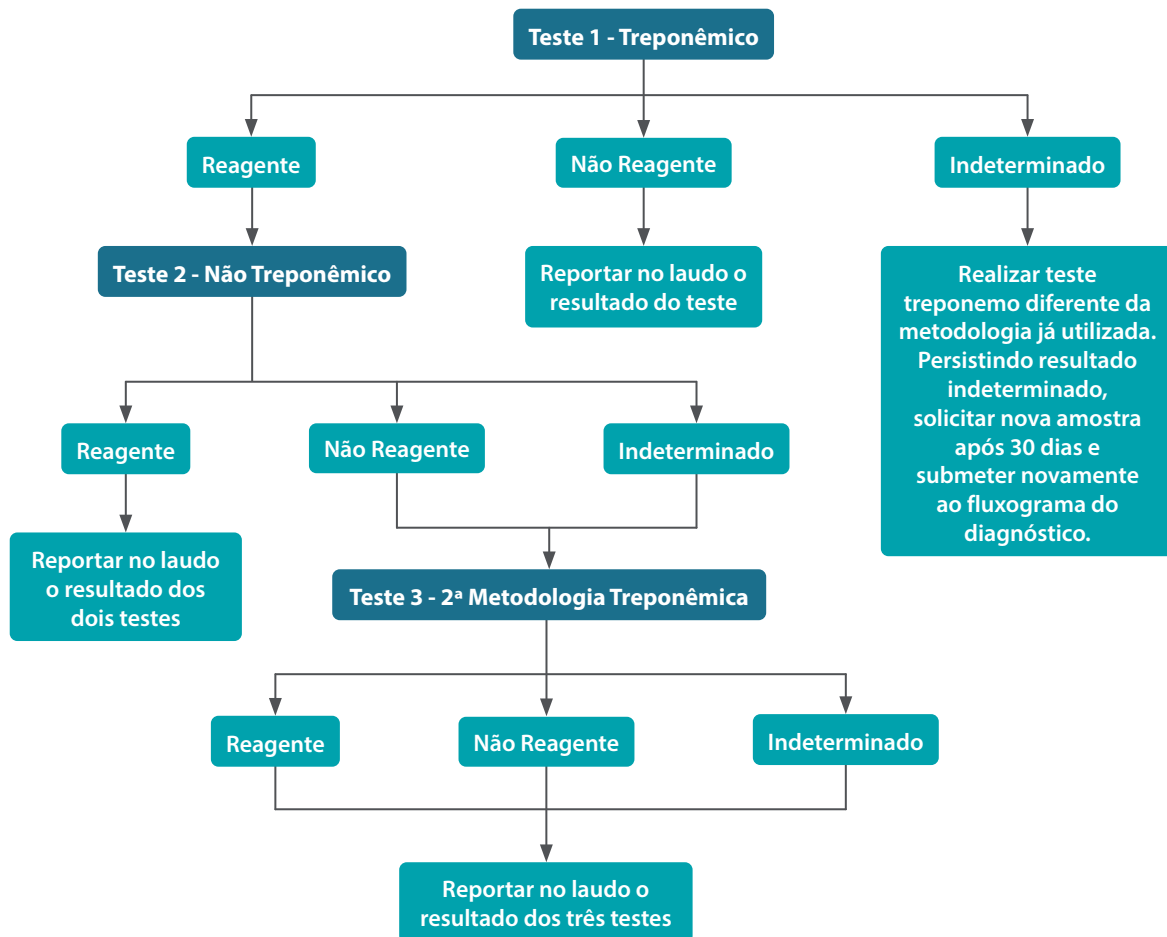 Teste 1 - Treponêmico
Reagente
Não Reagente
Indeterminado
Teste 2 - Não Treponêmico
Reportar no laudo o
resultado do teste
Realizar teste
treponemo diferente da
metodologia já utilizada.
Persistindo resultado
indeterminado,
solicitar nova amostra
após 30 dias e
submeter novamente
ao fluxograma do
diagnóstico.
Reagente
Não Reagente
Indeterminado
Reportar no laudo
o resultado dos
dois testes
Teste 3 - 2ª Metodologia Treponêmica
Reagente
Não Reagente
Indeterminado
Reportar no laudo o
resultado dos três testes